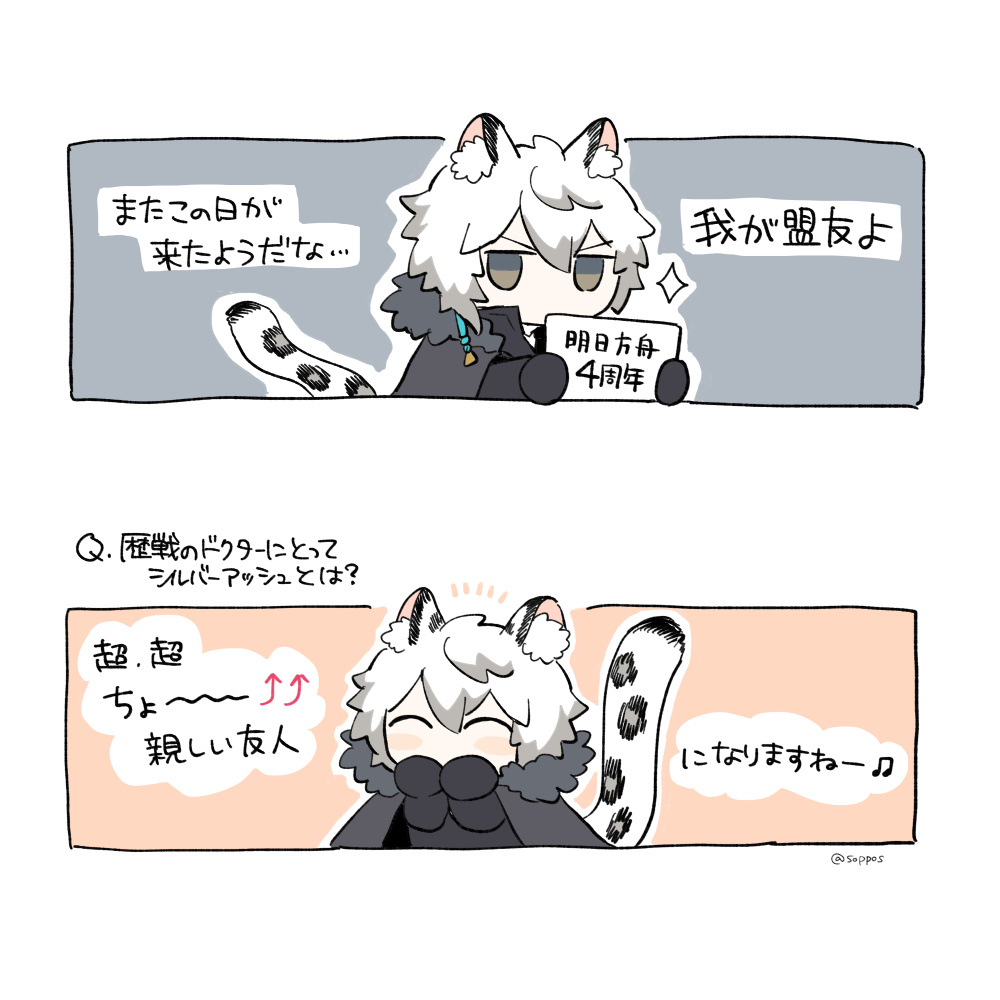 我が盟友よ
またこの日が
来たようだな…
明日方舟
4周年
Q.歴戦のドクターにとって
シルバーアッシュとは?
超.超
ちょ〜〜〜↑↑
親しい友人
になりますねー♫
@soppos